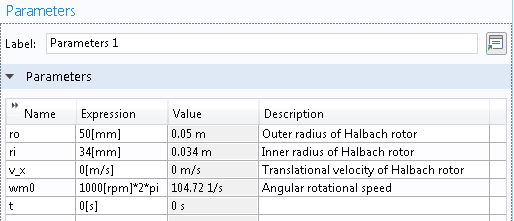 Parameters
Label: Parameters 1
Parameters
Name Expression Value Description
ro 50[mm] 0.05 m Outer radius of Halbach rotor
ri 34[mm] 0.034 m Inner radius of Halbach rotor
v_x 0[m/s] 0 m/s Translational velocity of Halbach rotor
wm0 1000[rpm]*2*pi 104.72 1/s Angular rotational speed
t 0[s] 0 s